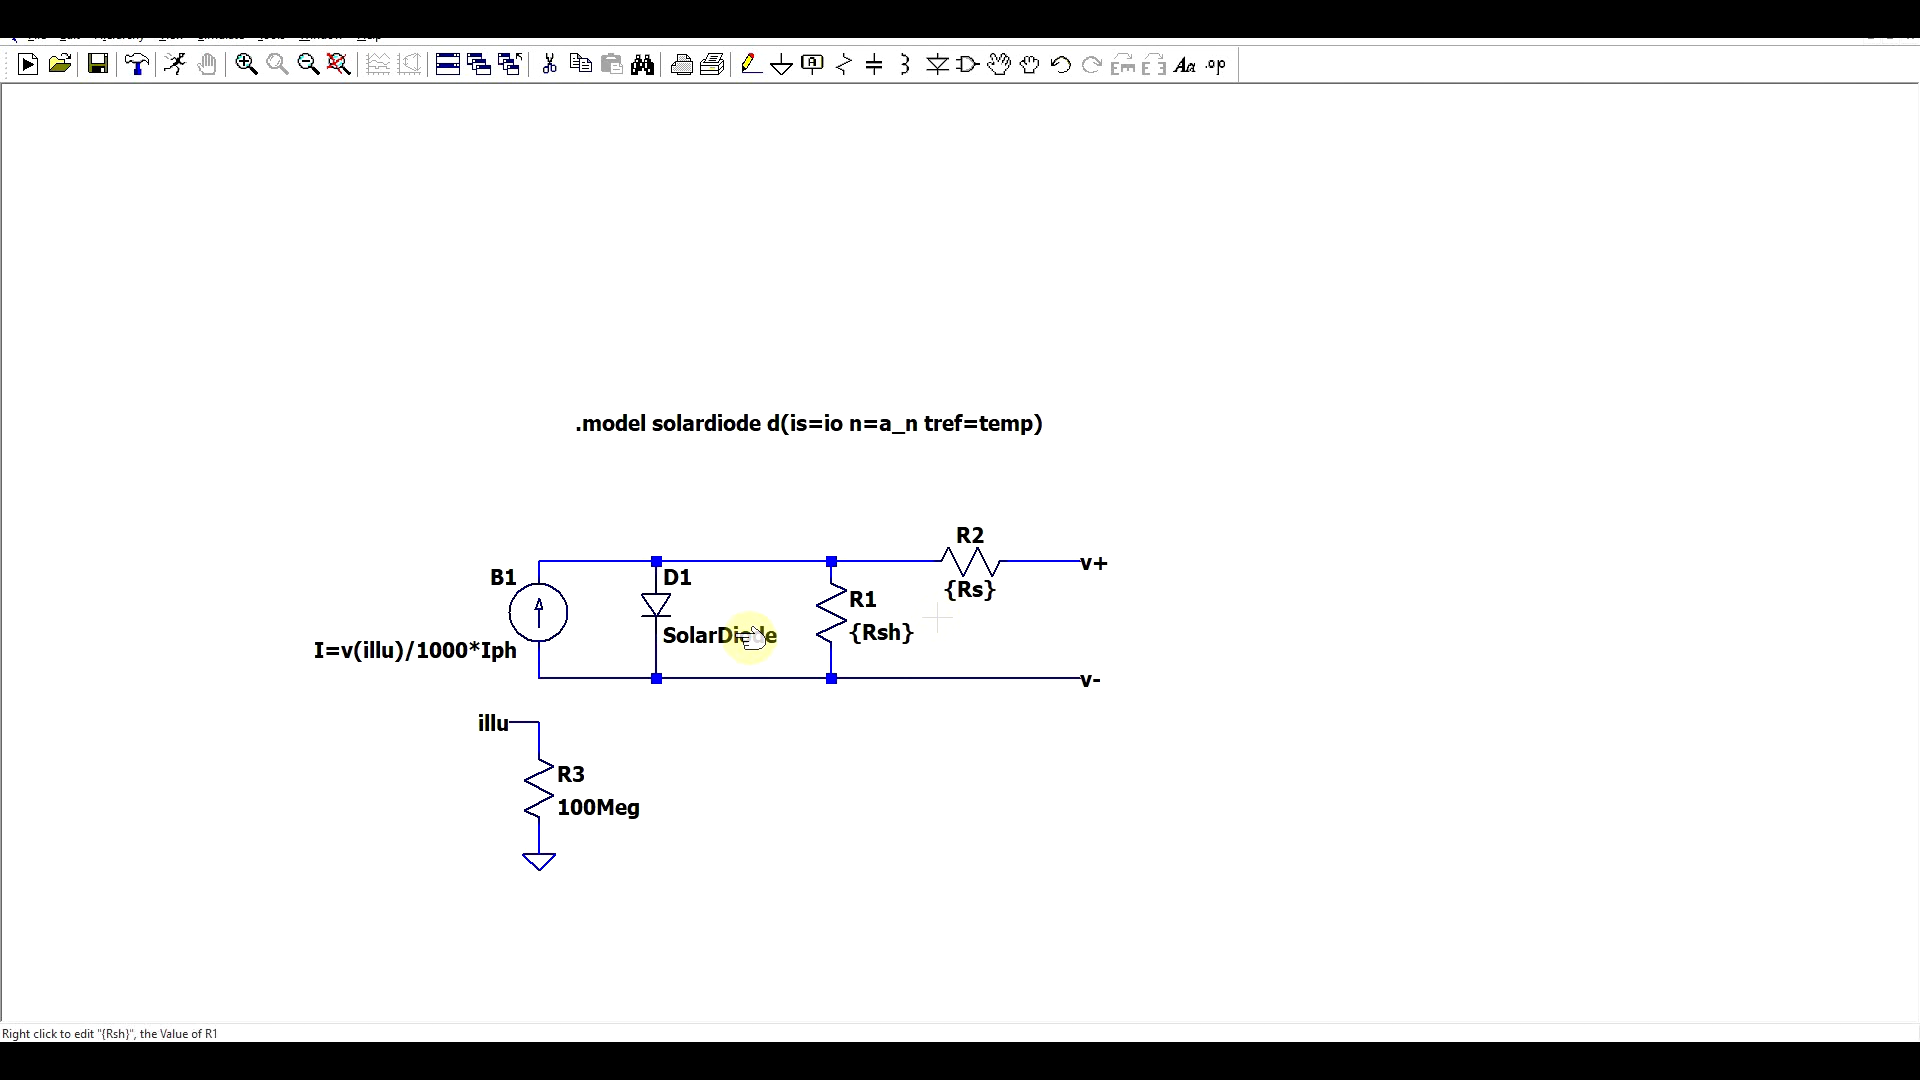 .model solardiode d(is=io n=a_n tref=temp)
R2
v+
{Rs}
B1
D1
R1
SolarDiode
{Rsh}
I=v(illu)/1000*Iph
v-
illu
R3
100Meg
Right click to edit "{Rsh}", the Value of R1